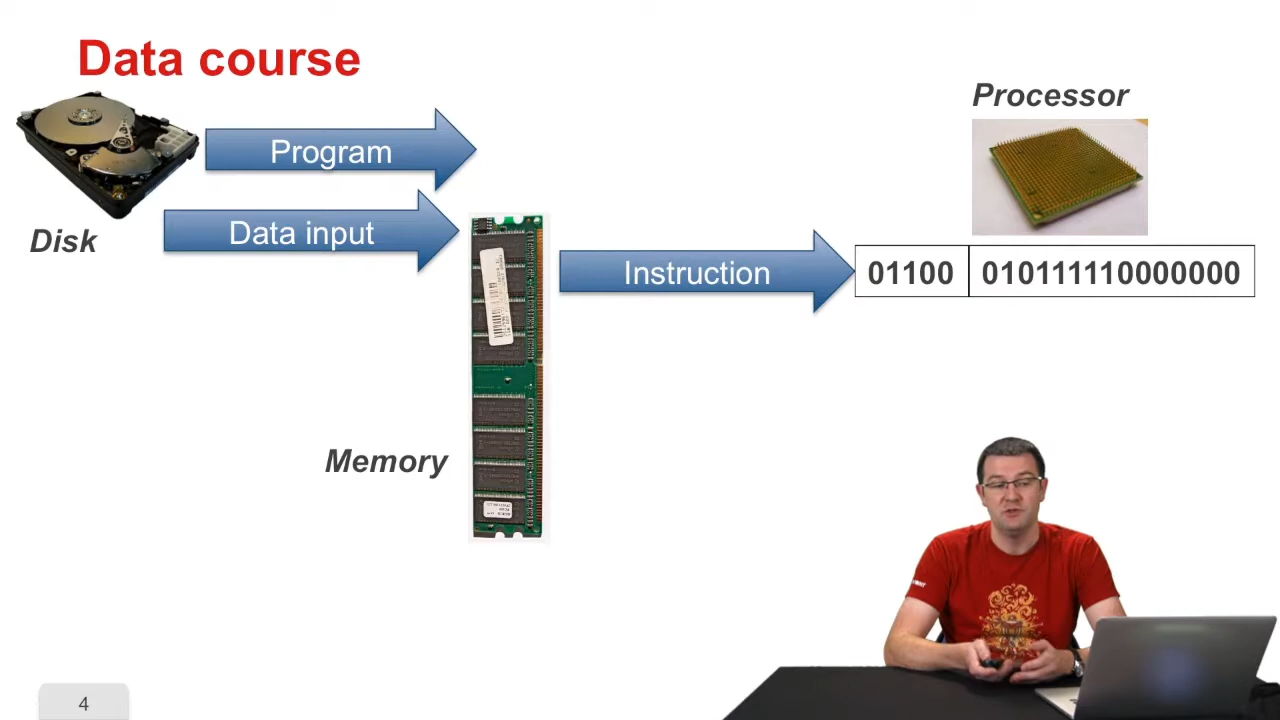 Data course
Processor
Program
Disk
Data input
Instruction
01100
010111110000000
Memory
4